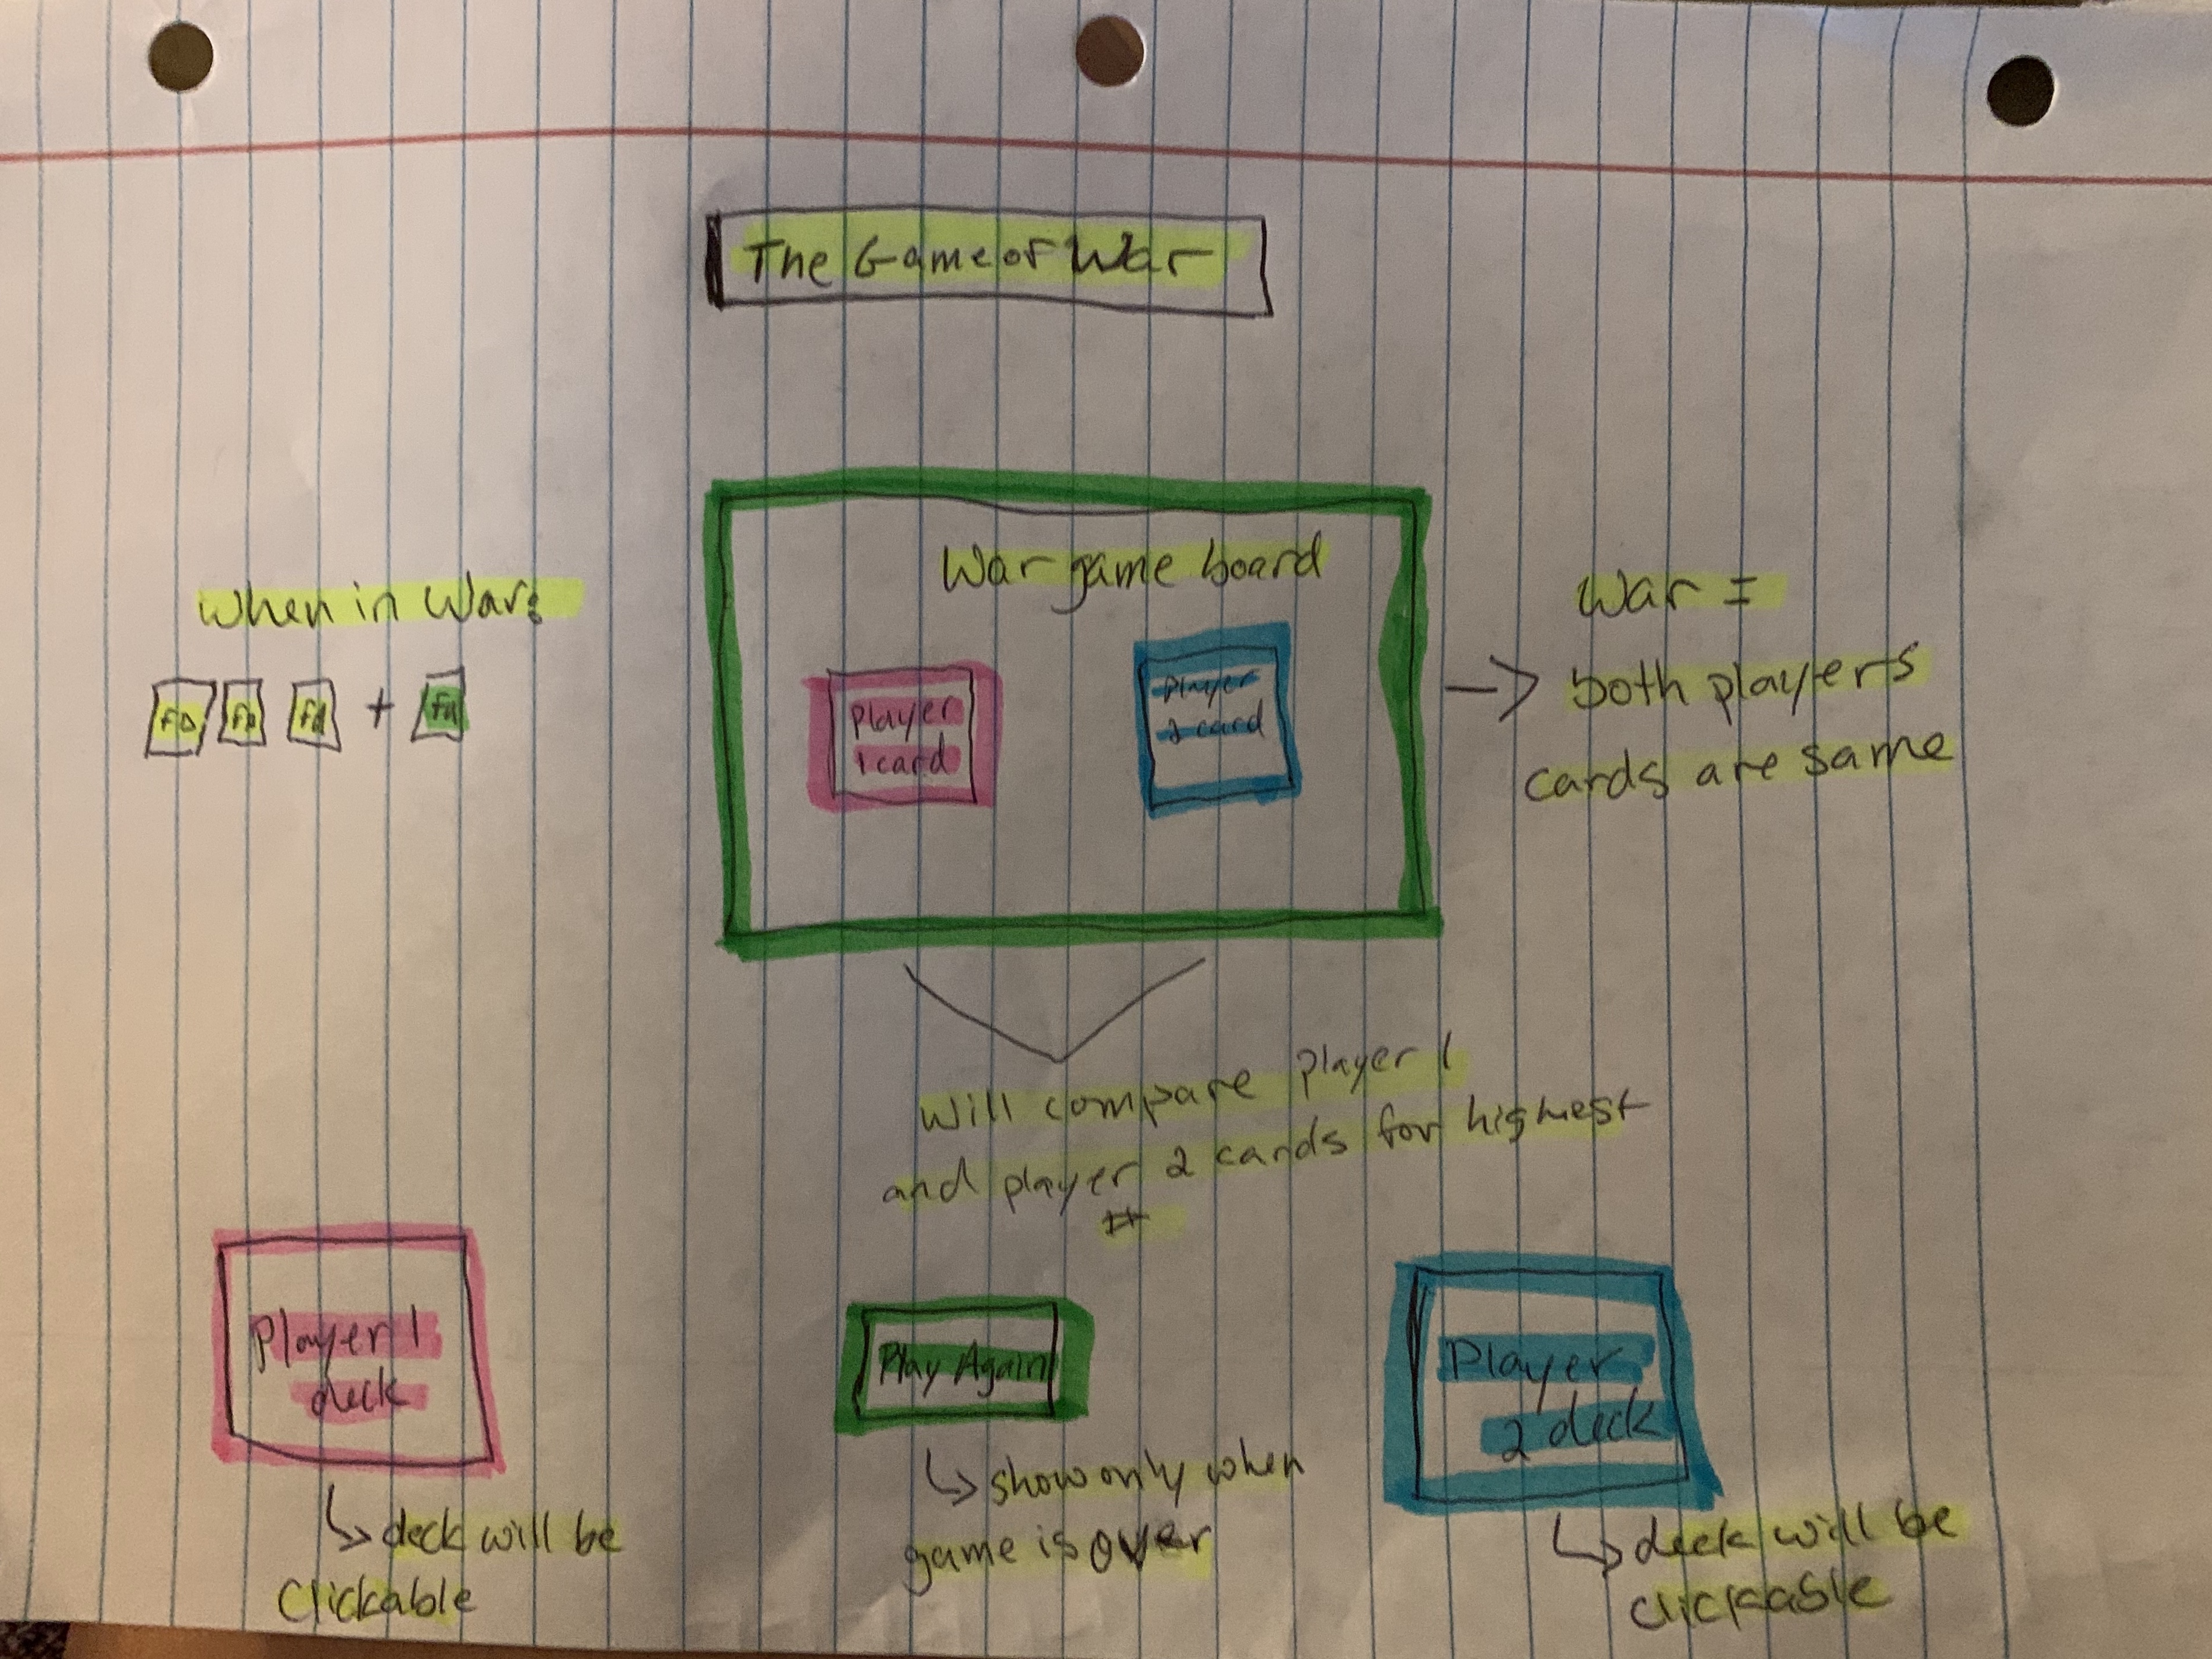 The Game of War
War game board
when in War:
FD FD Fd + Fu
Player
1 card
Player
2 card
War =
both players
cards are same
will compare player 1
and player 2 cards for highest
#
Player 1
deck
deck will be
Clickable
Play Again
show only when
game is over
Player
2 deck
deck will be
clickable